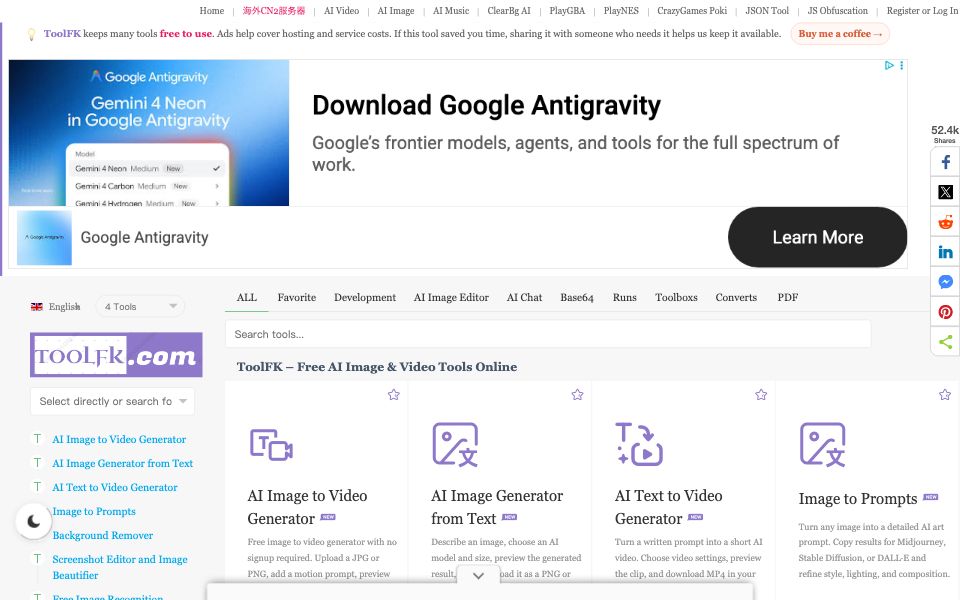 Home | 海外CN2服务器 | AI Video | AI Image | AI Music | ClearBg AI | PlayGBA | PlayNES | CrazyGames Poki | JSON Tool | JS Obfuscation | Register or Log In
ToolFK keeps many tools free to use. Ads help cover hosting and service costs. If this tool saved you time, sharing it with someone who needs it helps us keep it available. Buy me a coffee →
Google Antigravity
Gemini 4 Neon
in Google Antigravity
Model
Gemini 4 Neon Medium New
Gemini 4 Carbon Medium New
Gemini 4 Hydrogen Medium New
Download Google Antigravity
Google's frontier models, agents, and tools for the full spectrum of
work.
Google Antigravity
Google Antigravity
Learn More
52.4k
Shares
English
4 Tools
ALL Favorite Development AI Image Editor AI Chat Base64 Runs Toolboxs Converts PDF
Search tools...
TOOLFK.com
Select directly or search fo
ToolFK – Free AI Image & Video Tools Online
T AI Image to Video Generator
T AI Image Generator from Text
T AI Text to Video Generator
Image to Prompts
Background Remover
T Screenshot Editor and Image
Beautifier
Free Image Recognition
AI Image to Video
Generator NEW
Free image to video generator with no
signup required. Upload a JPG or
PNG, add a motion prompt, preview
AI Image Generator
from Text NEW
Describe an image, choose an AI
model and size, preview the generated
result, load it as a PNG or
AI Text to Video
Generator NEW
Turn a written prompt into a short AI
video. Choose video settings, preview
the clip, and download MP4 in your
Image to Prompts NEW
Turn any image into a detailed AI art
prompt. Copy results for Midjourney,
Stable Diffusion, or DALL·E and
refine style, lighting, and composition.